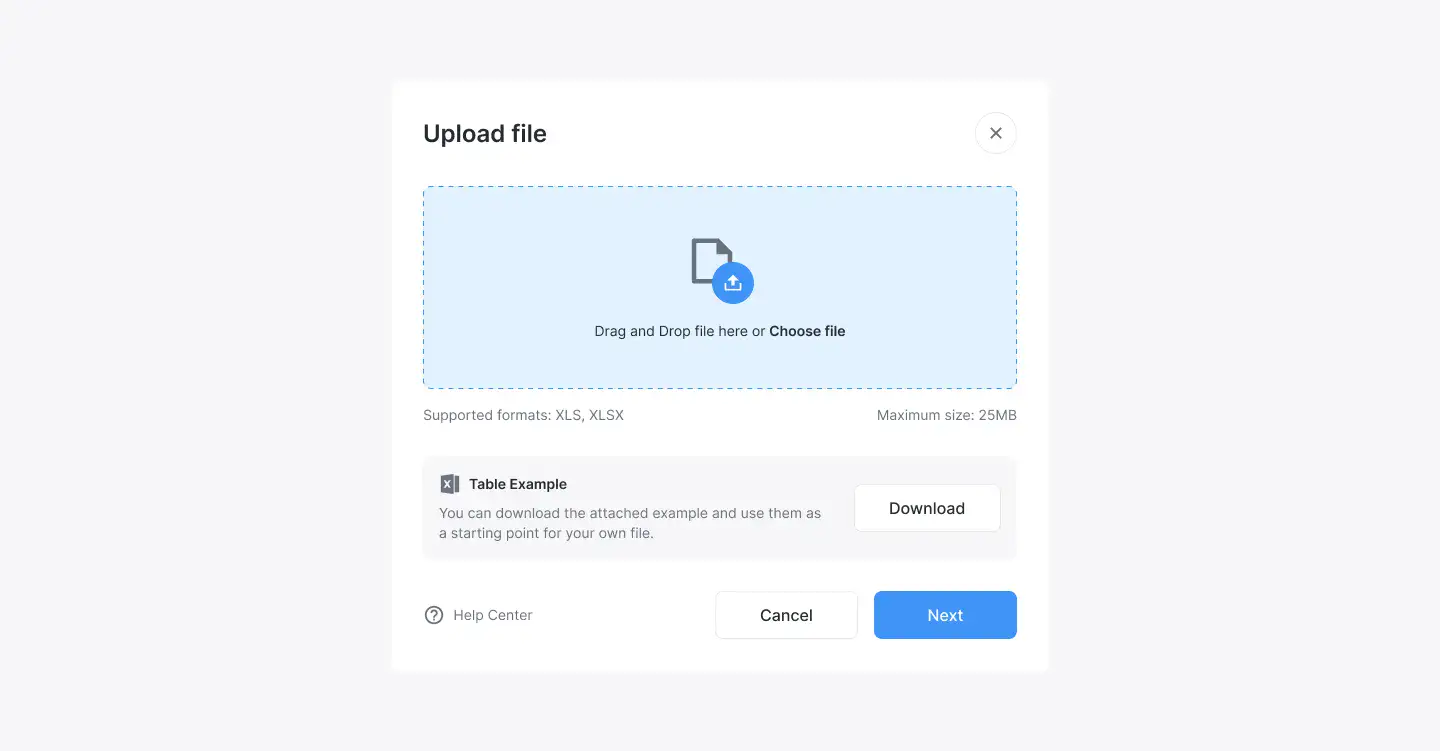 Upload file
Drag and Drop file here or Choose file
Supported formats: XLS, XLSX
Maximum size: 25MB
X
Table Example
You can download the attached example and use them as
a starting point for your own file.
Download
Help Center
Cancel
Next